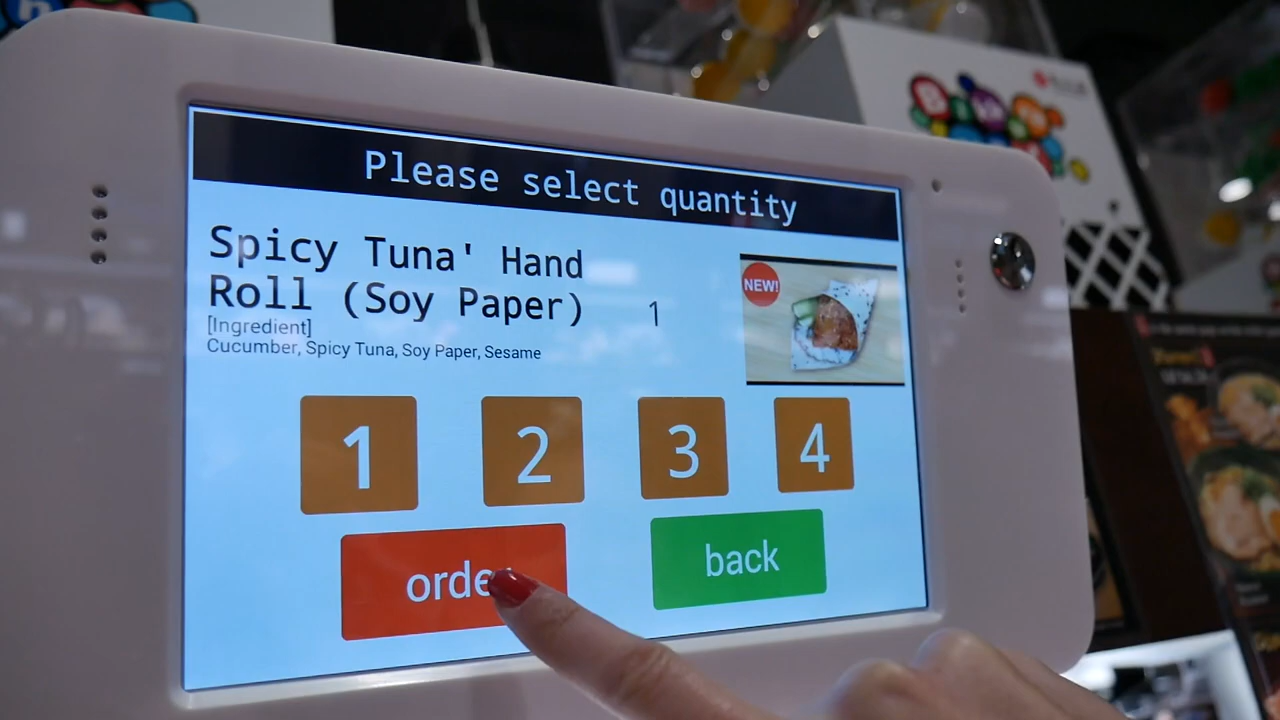 Please select quantity
Spicy Tuna' Hand
Roll (Soy Paper)
1
[Ingredient]
Cucumber, Spicy Tuna, Soy Paper, Sesame
NEW!
1 2 3 4
orde
back